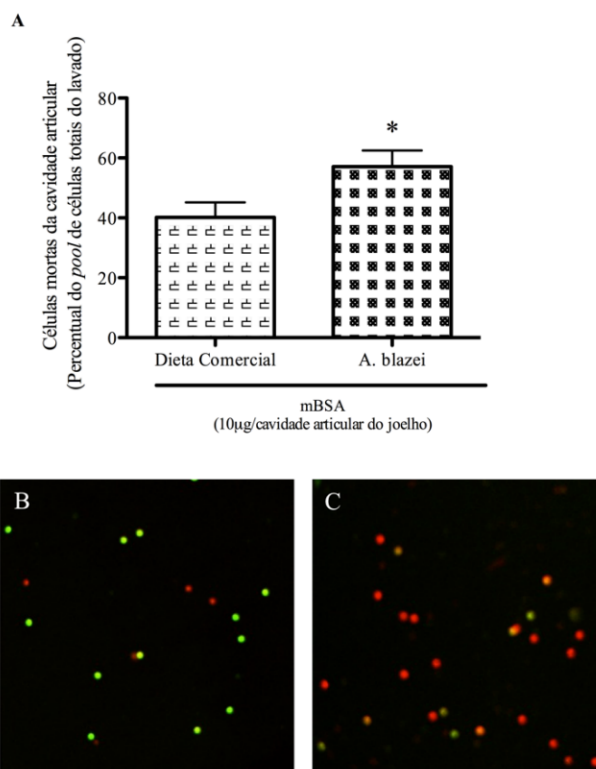 A
Células mortas da cavidade articular
(Percentual do pool de células totais do lavado)
80
60
40
20
0
*
Dieta Comercial
A. blazei
mBSA
(10µg/cavidade articular do joelho)
B
C